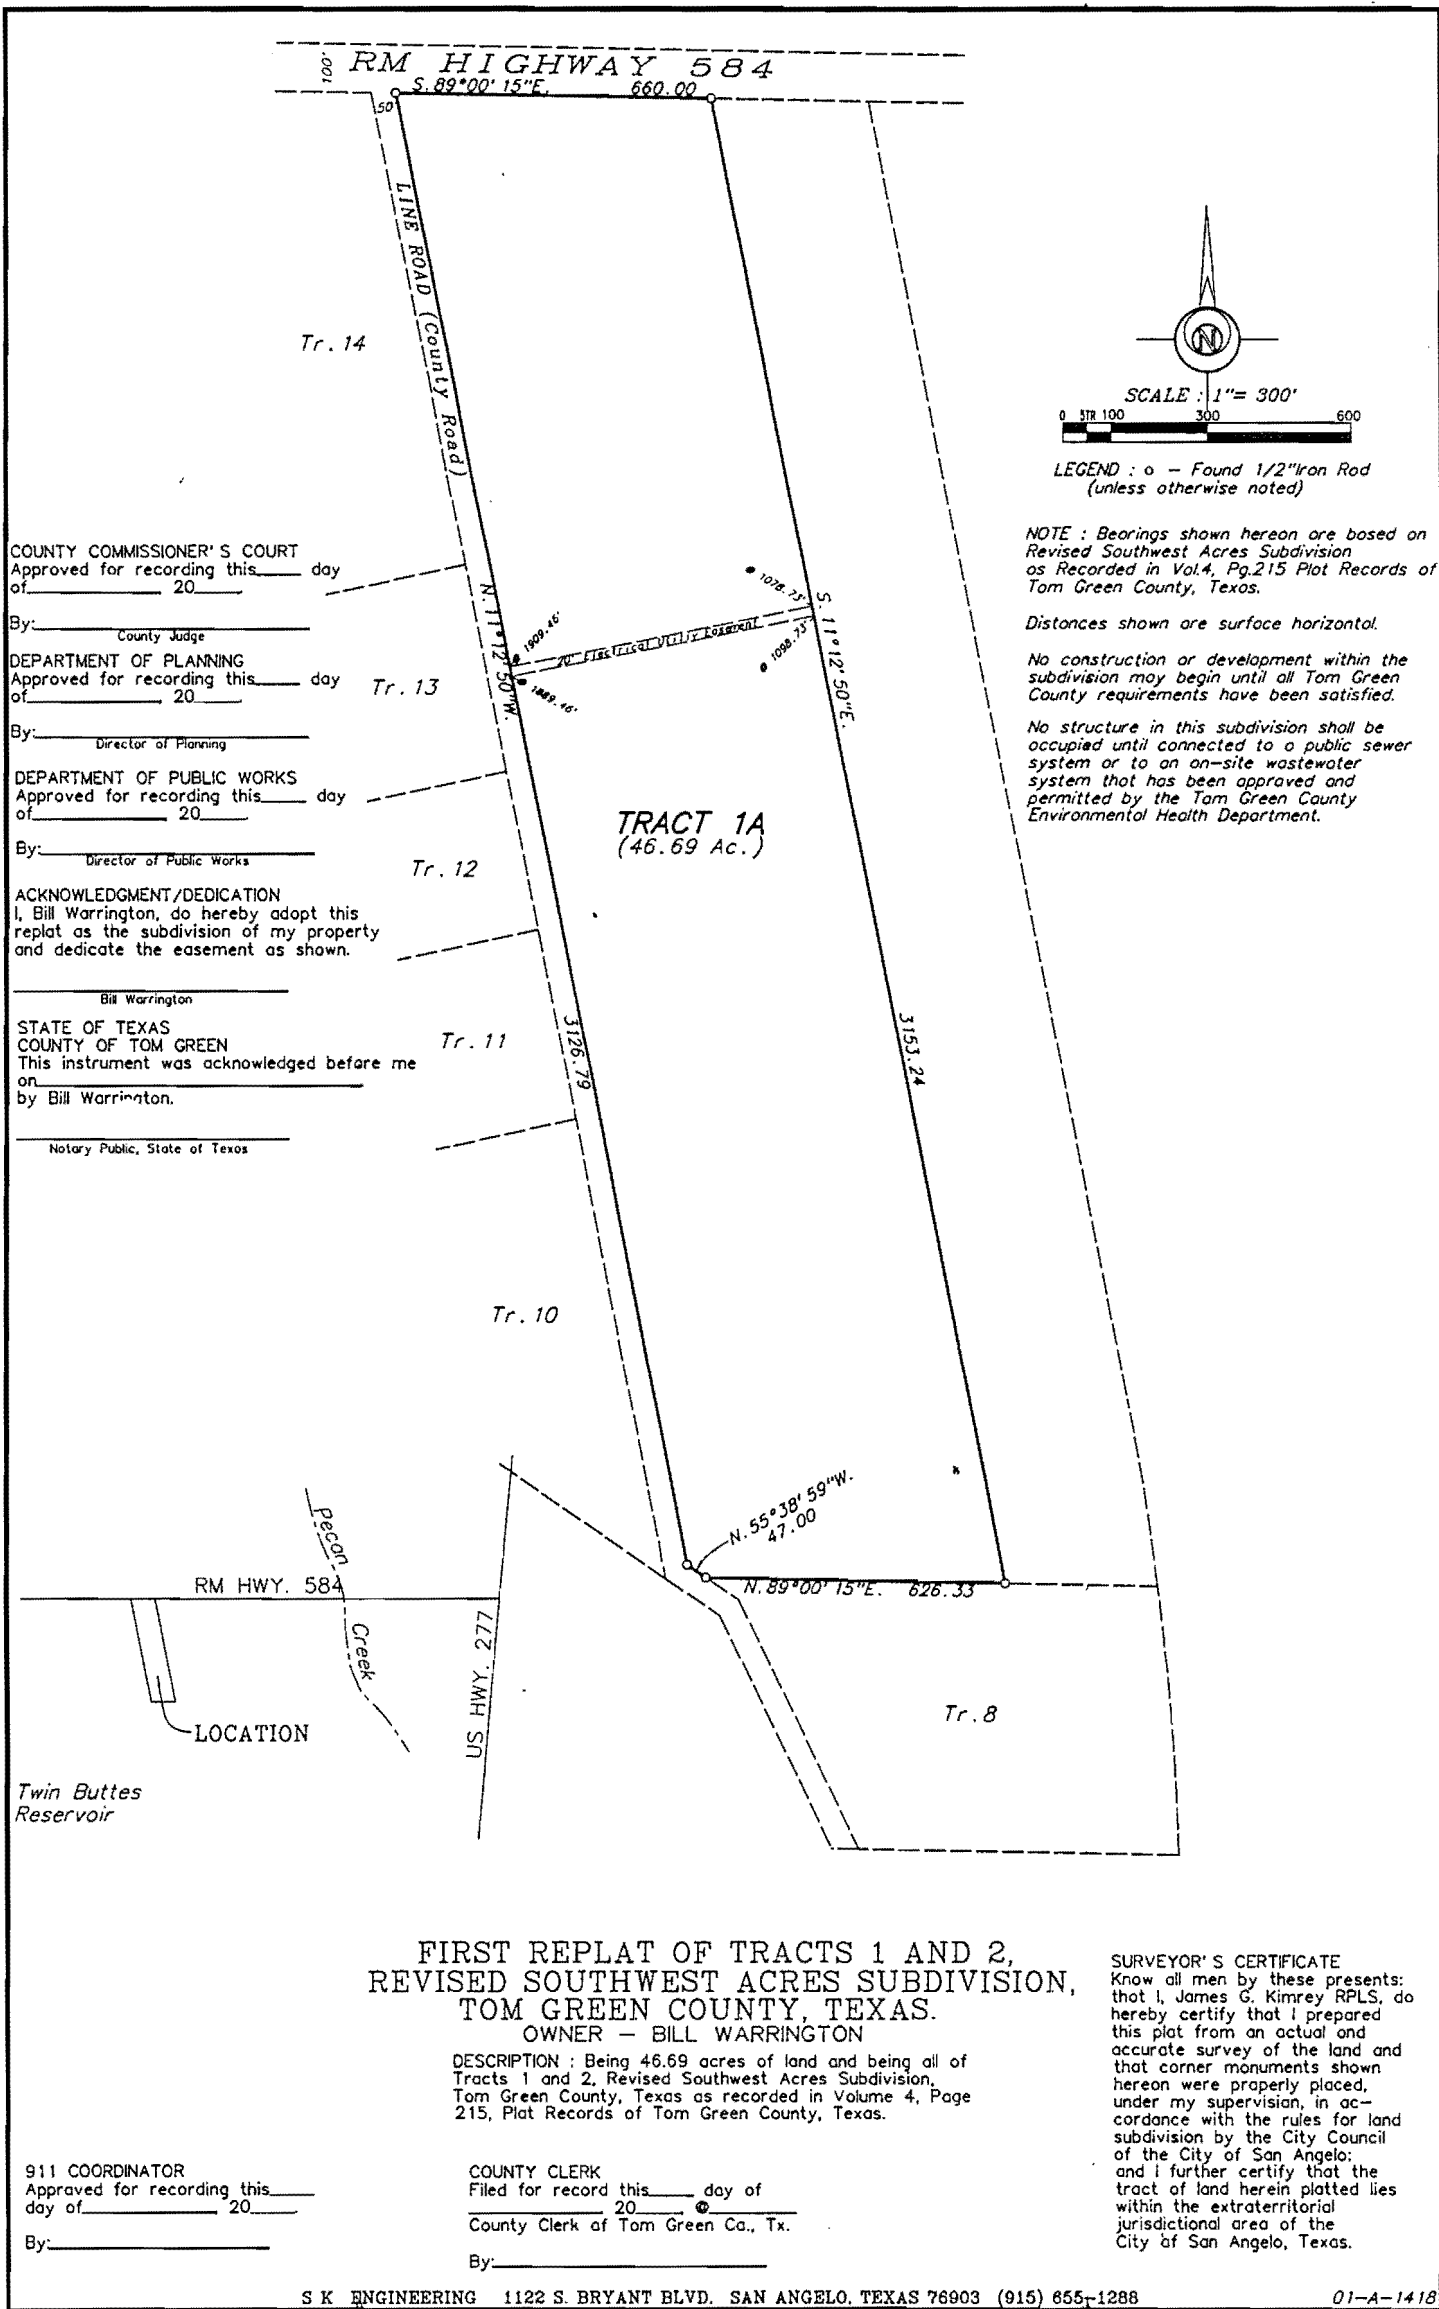 RM HIGHWAY 584
100'
S. 89°00' 15"E. 660.00
50'
LINE ROAD (County Road)
Tr. 14
N
SCALE : 1"= 300'
0 STR 100 300 600
LEGEND : o — Found 1/2"Iron Rod
(unless otherwise noted)
NOTE : Bearings shown hereon are based on
Revised Southwest Acres Subdivision
as Recorded in Vol.4, Pg.215 Plat Records of
Tom Green County, Texas.
Distances shown are surface horizontal.
No construction or development within the
subdivision may begin until all Tom Green
County requirements have been satisfied.
No structure in this subdivision shall be
occupied until connected to a public sewer
system or to an on-site wastewater
system that has been approved and
permitted by the Tom Green County
Environmental Health Department.
COUNTY COMMISSIONER'S COURT
Approved for recording this____ day
of____________ 20____
By:____________
County Judge
DEPARTMENT OF PLANNING
Approved for recording this____ day
of____________ 20____
By:____________
Director of Planning
DEPARTMENT OF PUBLIC WORKS
Approved for recording this____ day
of____________ 20____
By:____________
Director of Public Works
ACKNOWLEDGMENT/DEDICATION
I, Bill Warrington, do hereby adopt this
replat as the subdivision of my property
and dedicate the easement as shown.
Bill Warrington
STATE OF TEXAS
COUNTY OF TOM GREEN
This instrument was acknowledged before me
on____________
by Bill Warrington.
Notary Public, State of Texas
N. 11°12' 50"W.
1909.46'
1889.46'
20' Electrical Utility Easement
1078.73'
1098.73'
S. 11°12' 50"E.
Tr. 13
TRACT 1A
(46.69 Ac.)
Tr. 12
Tr. 11
3126.79
3153.24
Tr. 10
N. 55°38' 59"W.
47.00
N. 89°00' 15"E. 626.33
Tr. 8
Pecan
Creek
RM HWY. 584
US HWY. 277
LOCATION
Twin Buttes
Reservoir
FIRST REPLAT OF TRACTS 1 AND 2,
REVISED SOUTHWEST ACRES SUBDIVISION,
TOM GREEN COUNTY, TEXAS.
OWNER — BILL WARRINGTON
DESCRIPTION : Being 46.69 acres of land and being all of
Tracts 1 and 2, Revised Southwest Acres Subdivision,
Tom Green County, Texas as recorded in Volume 4, Page
215, Plat Records of Tom Green County, Texas.
SURVEYOR'S CERTIFICATE
Know all men by these presents:
that I, James G. Kimrey RPLS, do
hereby certify that I prepared
this plat from an actual and
accurate survey of the land and
that corner monuments shown
hereon were properly placed,
under my supervision, in ac-
cordance with the rules for land
subdivision by the City Council
of the City of San Angelo;
and I further certify that the
tract of land herein platted lies
within the extraterritorial
jurisdictional area of the
City of San Angelo, Texas.
911 COORDINATOR
Approved for recording this____
day of____________ 20____
By:____________
COUNTY CLERK
Filed for record this____ day of
____________ 20____ @________
County Clerk of Tom Green Co., Tx.
By:____________
S K ENGINEERING 1122 S. BRYANT BLVD. SAN ANGELO, TEXAS 76903 (915) 655-1288
01-A-1418